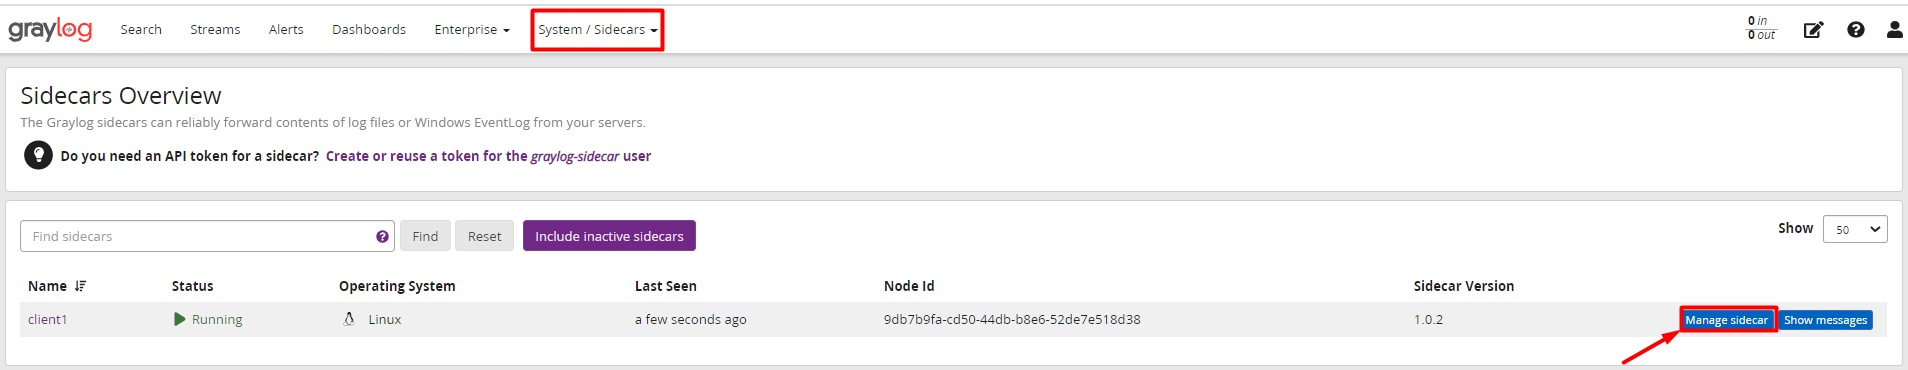 graylog Search Streams Alerts Dashboards Enterprise System / Sidecars 0 in
0 out
Sidecars Overview
The Graylog sidecars can reliably forward contents of log files or Windows EventLog from your servers.
Do you need an API token for a sidecar? Create or reuse a token for the graylog-sidecar user
Find sidecars Find Reset Include inactive sidecars Show 50
Name Status Operating System Last Seen Node Id Sidecar Version
client1 Running Linux a few seconds ago 9db7b9fa-cd50-44db-b8e6-52de7e518d38 1.0.2 Manage sidecar Show messages